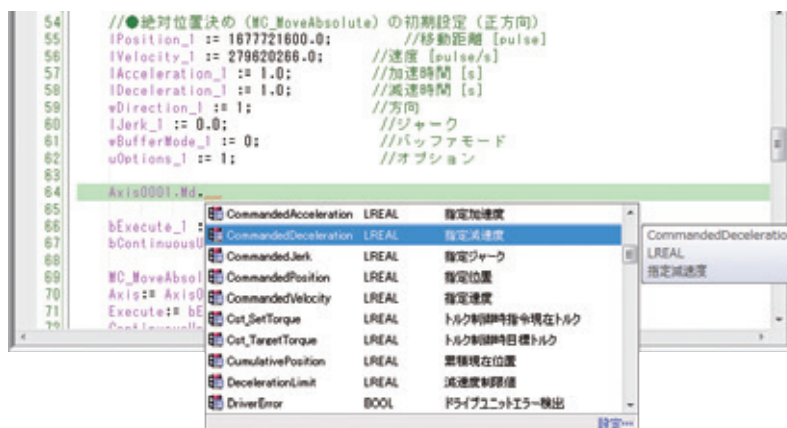 54 //●絶対位置決め（MC_MoveAbsolute）の初期設定（正方向）
55 lPosition_1 := 1677721600.0; //移動距離 [pulse]
56 lVelocity_1 := 279620266.0; //速度 [pulse/s]
57 lAcceleration_1 := 1.0; //加速時間 [s]
58 lDeceleration_1 := 1.0; //減速時間 [s]
59 wDirection_1 := 1; //方向
60 lJerk_1 := 0.0; //ジャーク
61 wBufferMode_1 := 0; //バッファモード
62 uOptions_1 := 1; //オプション
63
64 Axis0001.Md.
65
66 bExecute_1 :
67 bContinuousU
68
69 MC_MoveAbsol
70 Axis:= Axis0
71 Execute:= bE
72 ContinuousUp
CommandedAcceleration LREAL 指定加速度
CommandedDeceleration LREAL 指定減速度
CommandedJerk LREAL 指定ジャーク
CommandedPosition LREAL 指定位置
CommandedVelocity LREAL 指定速度
Cst_SetTorque LREAL トルク制御時指令現在トルク
Cst_TargetTorque LREAL トルク制御時目標トルク
CumulativePosition LREAL 累積現在位置
DecelerationLimit LREAL 減速度制限値
DriverError BOOL ドライブユニットエラー検出
設定...
CommandedDeceleratio
LREAL
指定減速度